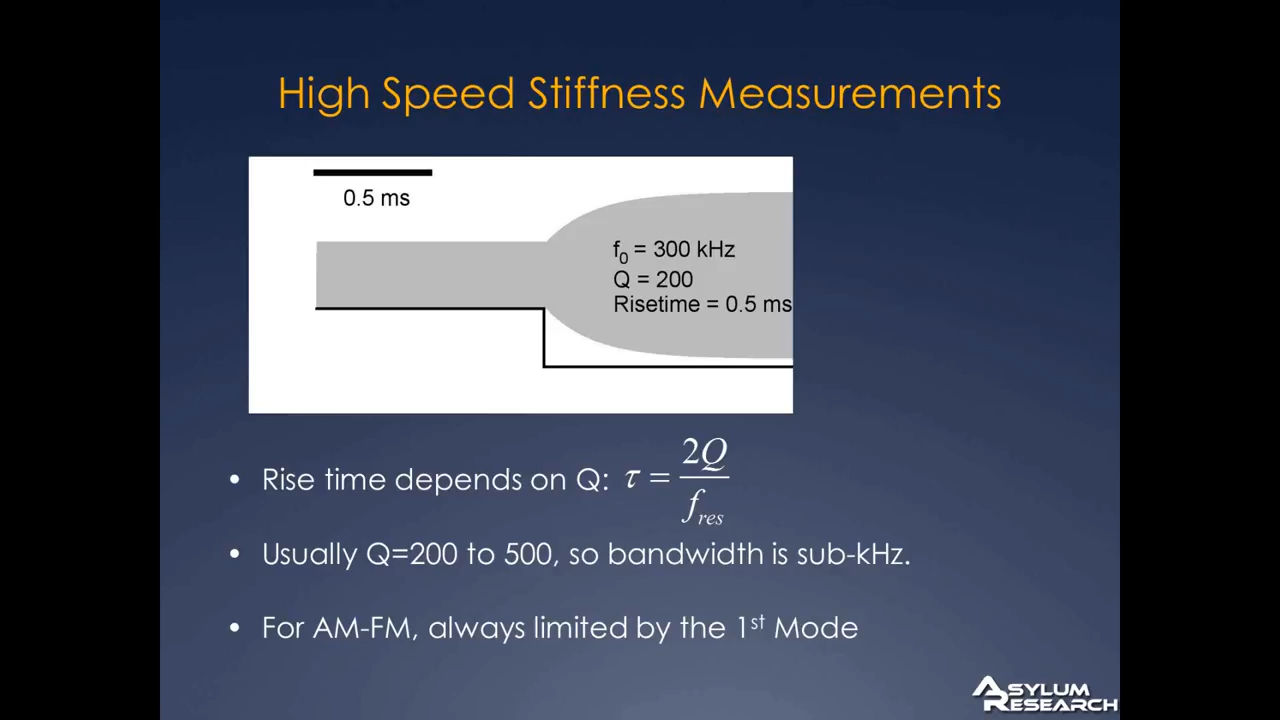 High Speed Stiffness Measurements
0.5 ms
f₀ = 300 kHz
Q = 200
Risetime = 0.5 ms
• Rise time depends on Q: τ = 2Q / f_res
• Usually Q=200 to 500, so bandwidth is sub-kHz.
• For AM-FM, always limited by the 1ˢᵗ Mode
ASYLUM
RESEARCH